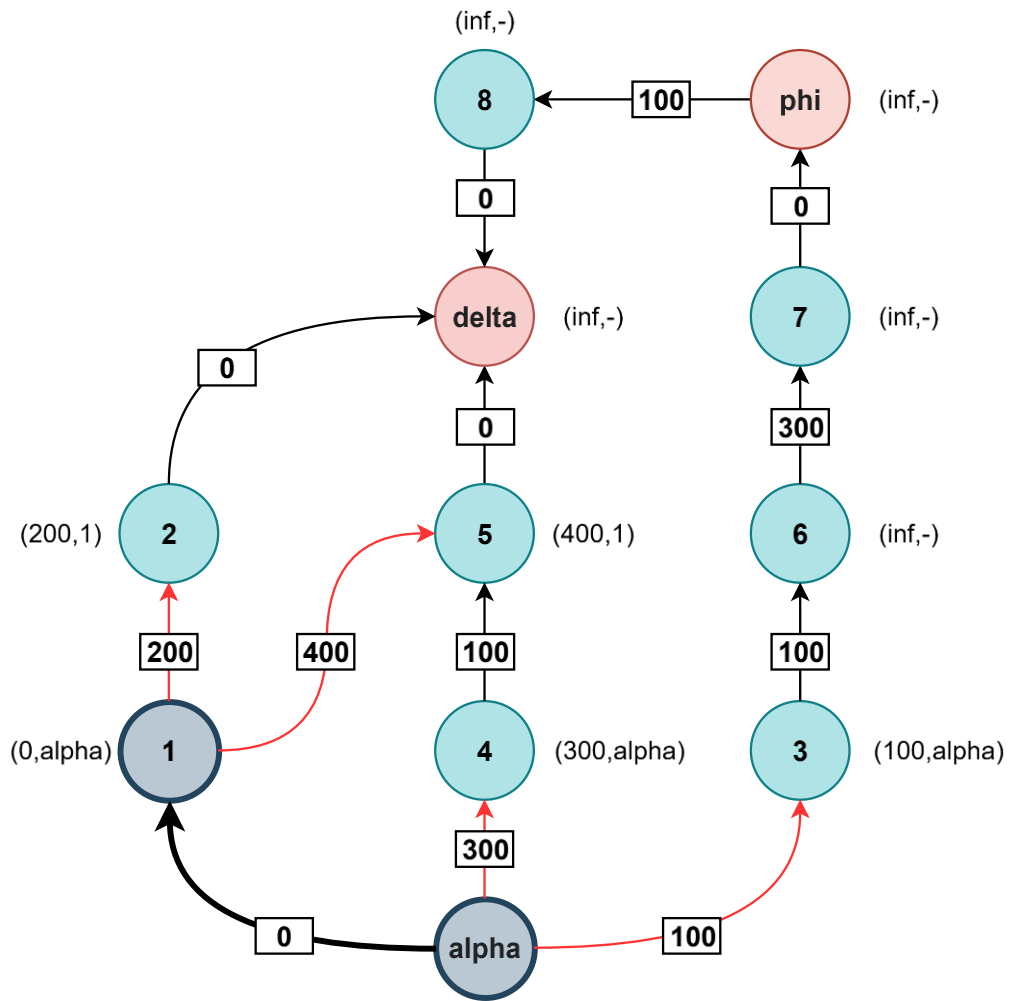 (inf,-)
8
100
phi
(inf,-)
0
0
delta
(inf,-)
7
(inf,-)
0
0
300
(200,1)
2
5
(400,1)
6
(inf,-)
200
400
100
100
(0,alpha)
1
4
(300,alpha)
3
(100,alpha)
300
0
alpha
100